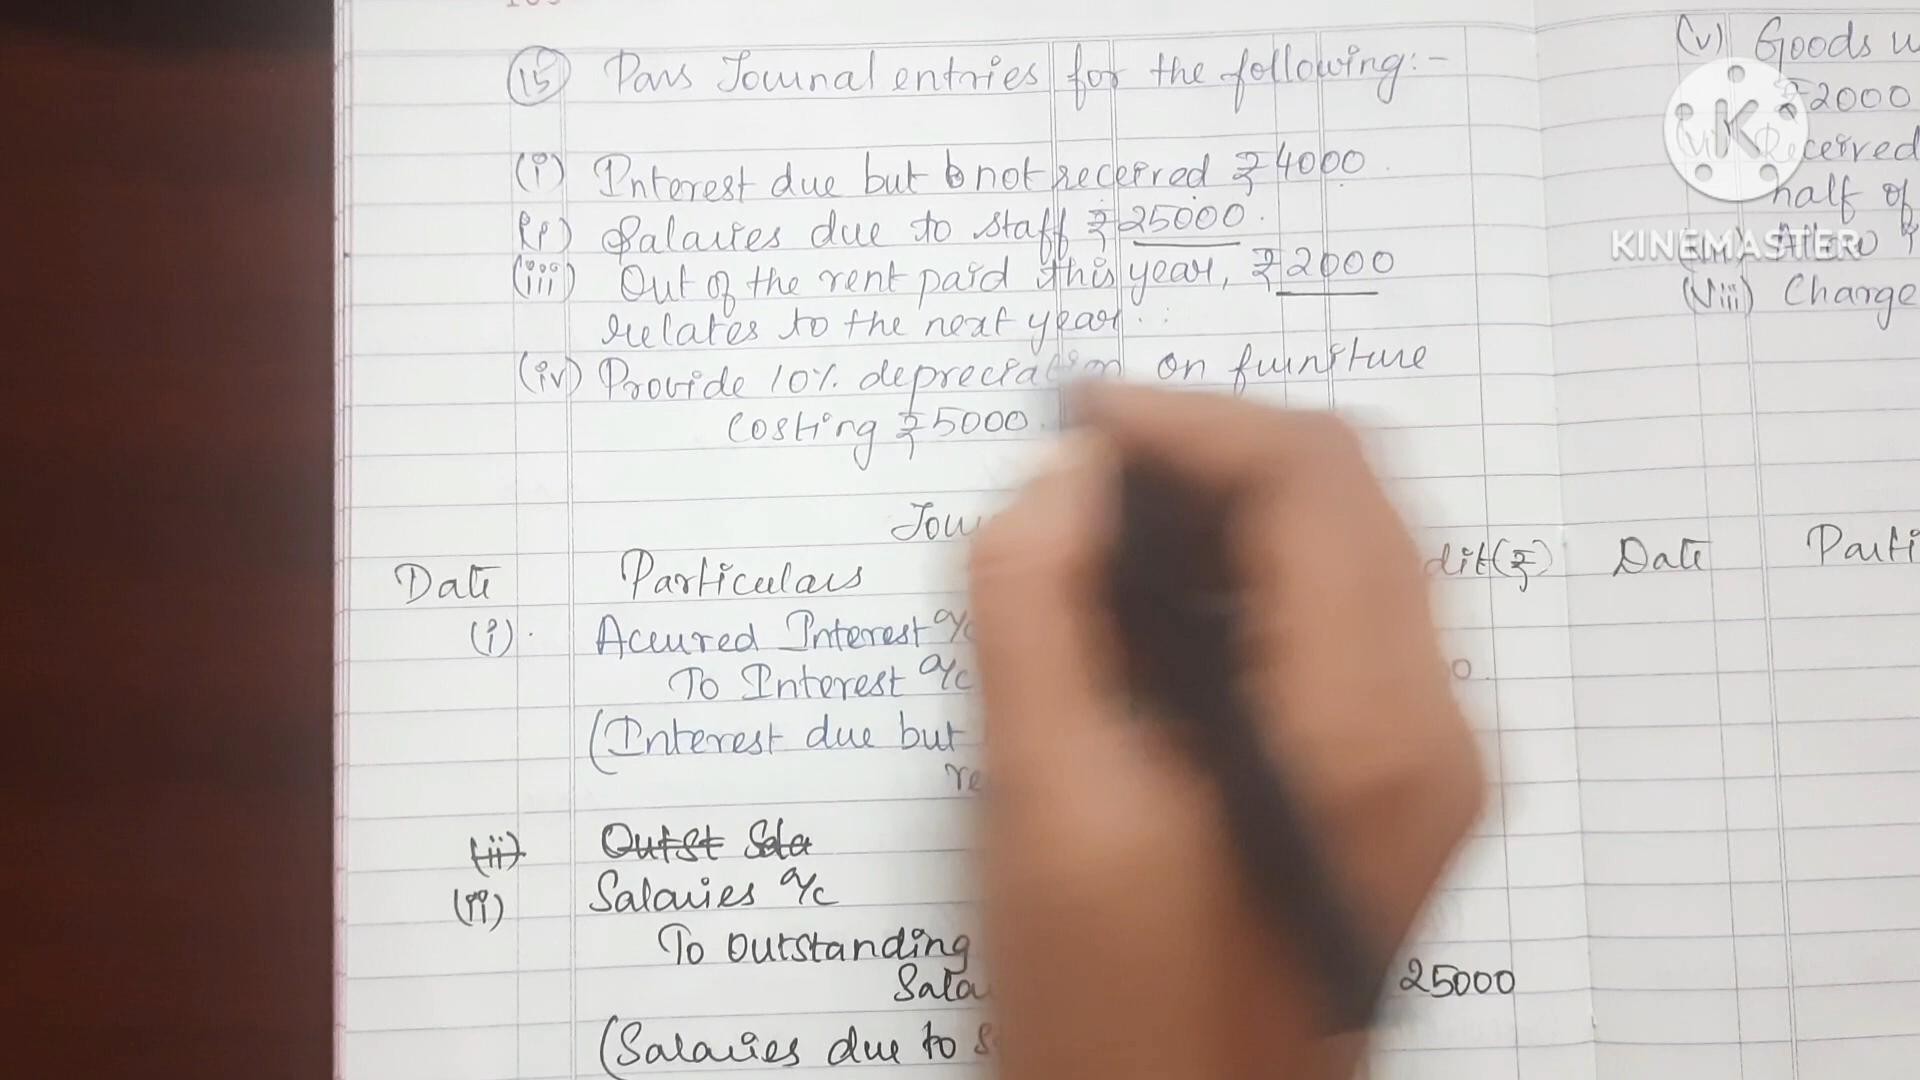 (15) Pass Journal entries for the following:-
(i) Interest due but not received ₹4000.
(ii) Salaries due to staff ₹25000.
(iii) Out of the rent paid this year, ₹2000
relates to the next year.
(iv) Provide 10% depreciation on furniture
costing ₹5000.
(v) Goods
₹2000
half of
(viii) Charge
KINEMASTER
Date Particulars
(i). Accured Interest a/c
To Interest a/c
(Interest due but
(ii) Outst Sala
(ii) Salaries a/c
To Outstanding
25000
(Salaries due to
Date